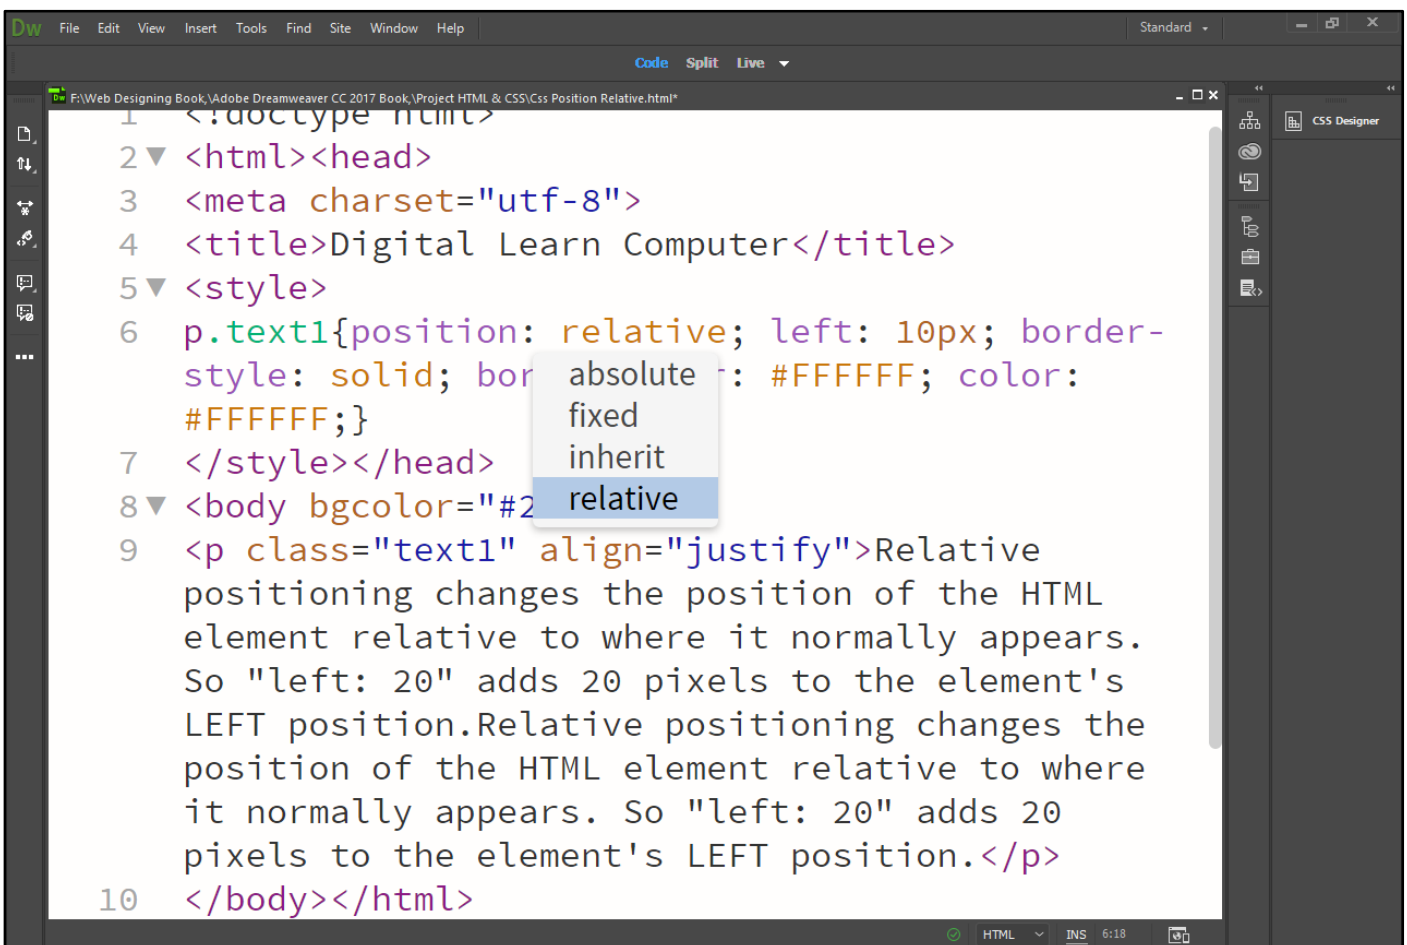 Dw File Edit View Insert Tools Find Site Window Help Standard
Code Split Live
F:\Web Designing Book,\Adobe Dreamweaver CC 2017 Book,\Project HTML & CSS\Css Position Relative.html*
CSS Designer
1 <!doctype html>
2 <html><head>
3 <meta charset="utf-8">
4 <title>Digital Learn Computer</title>
5 <style>
6 p.text1{position: relative; left: 10px; border-
style: solid; bor r: #FFFFFF; color:
#FFFFFF;}
absolute
fixed
inherit
relative
7 </style></head>
8 <body bgcolor="#2
9 <p class="text1" align="justify">Relative
positioning changes the position of the HTML
element relative to where it normally appears.
So "left: 20" adds 20 pixels to the element's
LEFT position.Relative positioning changes the
position of the HTML element relative to where
it normally appears. So "left: 20" adds 20
pixels to the element's LEFT position.</p>
10 </body></html>
HTML INS 6:18